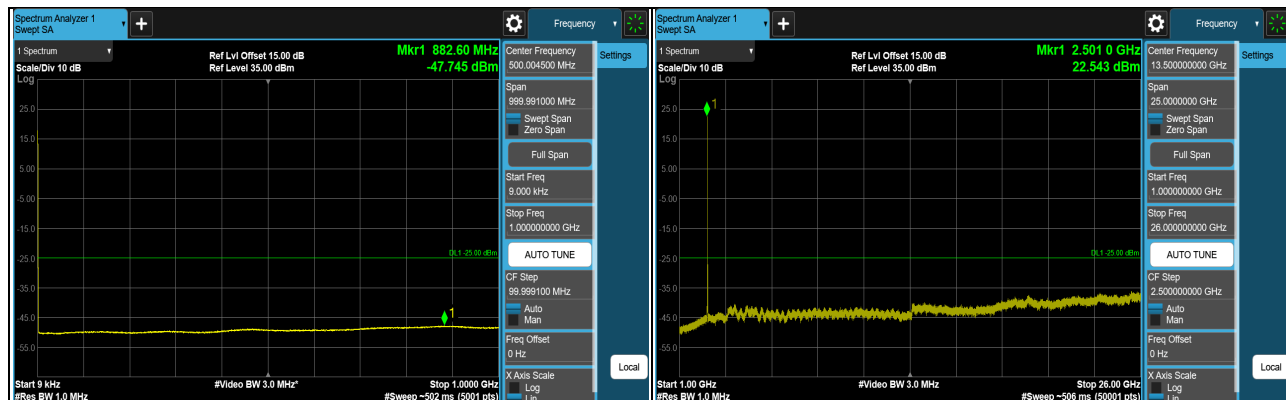 Spectrum Analyzer 1
Swept SA
+
Frequency
1 Spectrum
Scale/Div 10 dB
Log
Ref Lvl Offset 15.00 dB
Ref Level 35.00 dBm
Mkr1 882.60 MHz
-47.745 dBm
25.0
15.0
5.00
-5.00
-15.0
-25.0
-35.0
-45.0
-55.0
1
DL1 -25.00 dBm
Start 9 kHz
#Res BW 1.0 MHz
#Video BW 3.0 MHz*
Stop 1.0000 GHz
#Sweep ~502 ms (5001 pts)
Center Frequency
500.004500 MHz
Span
999.991000 MHz
Swept Span
Zero Span
Full Span
Start Freq
9.000 kHz
Stop Freq
1.000000000 GHz
AUTO TUNE
CF Step
99.999100 MHz
Auto
Man
Freq Offset
0 Hz
X Axis Scale
Log
Lin
Settings
Local
Spectrum Analyzer 1
Swept SA
+
Frequency
1 Spectrum
Scale/Div 10 dB
Log
Ref Lvl Offset 15.00 dB
Ref Level 35.00 dBm
Mkr1 2.501 0 GHz
22.543 dBm
25.0
15.0
5.00
-5.00
-15.0
-25.0
-35.0
-45.0
-55.0
1
DL1 -25.00 dBm
Start 1.00 GHz
#Res BW 1.0 MHz
#Video BW 3.0 MHz
Stop 26.00 GHz
#Sweep ~506 ms (50001 pts)
Center Frequency
13.500000000 GHz
Span
25.0000000 GHz
Swept Span
Zero Span
Full Span
Start Freq
1.000000000 GHz
Stop Freq
26.000000000 GHz
AUTO TUNE
CF Step
2.500000000 GHz
Auto
Man
Freq Offset
0 Hz
X Axis Scale
Log
Lin
Settings
Local